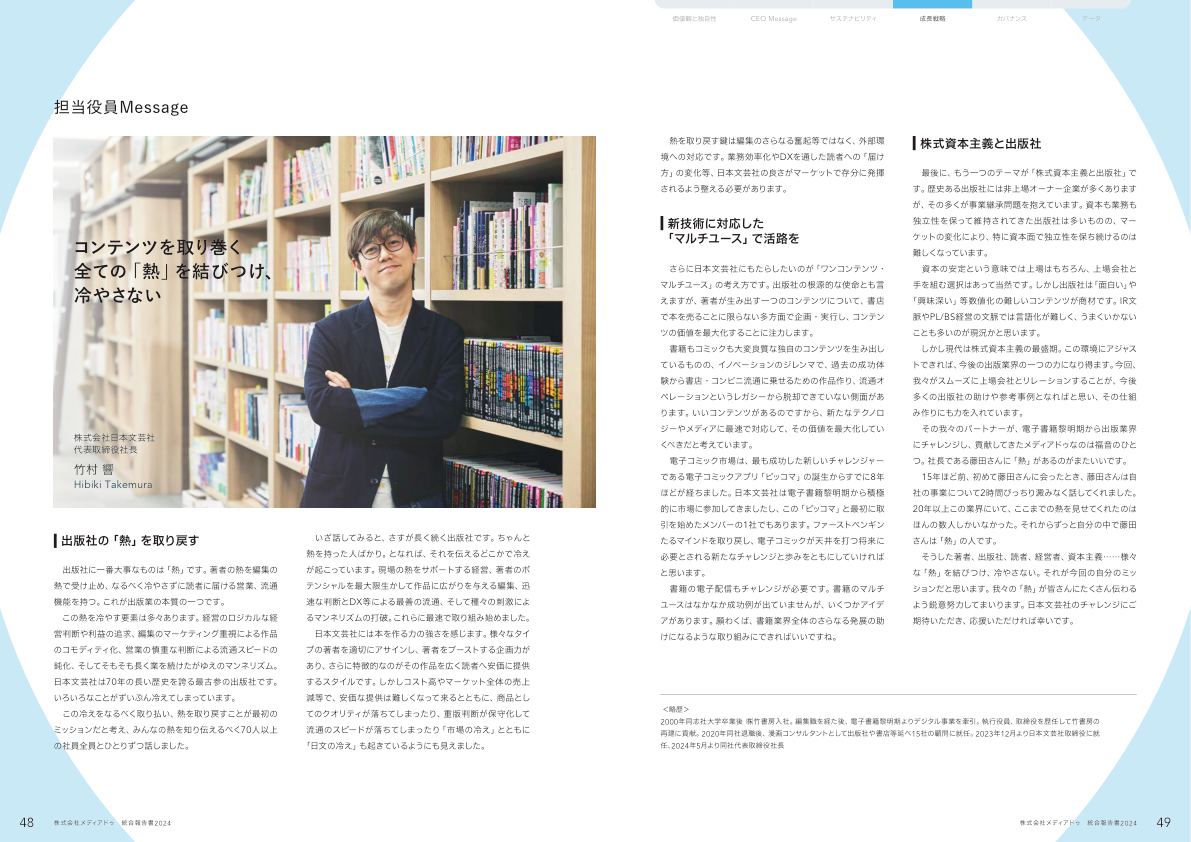 価値観と独自性
CEO Message
サステナビリティ
成長戦略
ガバナンス
データ
担当役員Message
コンテンツを取り巻く
全ての「熱」を結びつけ、
冷やさない
株式会社日本文芸社
代表取締役社長
竹村 響
Hibiki Takemura
出版社の「熱」を取り戻す
出版社に一番大事なものは「熱」です。著者の熱を編集の
熱で受け止め、なるべく冷やさずに読者に届ける営業、流通
機能を持つ。これが出版業の本質の一つです。
この熱を冷やす要素は多々あります。経営のロジカルな経
営判断や利益の追求、編集のマーケティング重視による作品
のコモディティ化、営業の慎重な判断による流通スピードの
鈍化、そしてそもそも長く業を続けたがゆえのマンネリズム。
日本文芸社は70年の長い歴史を誇る最古参の出版社です。
いろいろなことがずいぶん冷えてしまっています。
この冷えをなるべく取り払い、熱を取り戻すことが最初の
ミッションだと考え、みんなの熱を知り伝えるべく70人以上
の社員全員とひとりずつ話しました。
いざ話してみると、さすが長く続く出版社です。ちゃんと
熱を持った人ばかり。となれば、それを伝えるどこかで冷え
が起こっています。現場の熱をサポートする経営、著者のポ
テンシャルを最大限生かして作品に広がりを与える編集、迅
速な判断とDX等による最善の流通、そして種々の刺激によ
るマンネリズムの打破。これらに最速で取り組み始めました。
日本文芸社には本を作る力の強さを感じます。様々なタイ
プの著者を適切にアサインし、著者をブーストする企画力が
あり、さらに特徴的なのがその作品を広く読者へ安価に提供
するスタイルです。しかしコスト高やマーケット全体の売上
減等で、安価な提供は難しくなって来るとともに、商品とし
てのクオリティが落ちてしまったり、重版判断が保守化して
流通のスピードが落ちてしまったり「市場の冷え」とともに
「日文の冷え」も起きているようにも見えました。
熱を取り戻す鍵は編集のさらなる奮起等ではなく、外部環
境への対応です。業務効率化やDXを通した読者への「届け
方」の変化等、日本文芸社の良さがマーケットで存分に発揮
されるよう整える必要があります。
新技術に対応した
「マルチユース」で活路を
さらに日本文芸社にもたらしたいのが「ワンコンテンツ・
マルチユース」の考え方です。出版社の根源的な使命とも言
えますが、著者が生み出す一つのコンテンツについて、書店
で本を売ることに限らない多方面で企画・実行し、コンテン
ツの価値を最大化することに注力します。
書籍もコミックも大変良質な独自のコンテンツを生み出し
ているものの、イノベーションのジレンマで、過去の成功体
験から書店・コンビニ流通に乗せるための作品作り、流通オ
ペレーションというレガシーから脱却できていない側面があ
ります。いいコンテンツがあるのですから、新たなテクノロ
ジーやメディアに最速で対応して、その価値を最大化してい
くべきだと考えています。
電子コミック市場は、最も成功した新しいチャレンジャー
である電子コミックアプリ「ピッコマ」の誕生からすでに8年
ほどが経ちました。日本文芸社は電子書籍黎明期から積極
的に市場に参加してきましたし、この「ピッコマ」と最初に取
引を始めたメンバーの1社でもあります。ファーストペンギン
たるマインドを取り戻し、電子コミックが天井を打つ将来に
必要とされる新たなチャレンジと歩みをともにしていければ
と思います。
書籍の電子配信もチャレンジが必要です。書籍のマルチ
ユースはなかなか成功例が出ていませんが、いくつかアイデ
アがあります。願わくば、書籍業界全体のさらなる発展の助
けになるような取り組みにできればいいですね。
株式資本主義と出版社
最後に、もう一つのテーマが「株式資本主義と出版社」で
す。歴史ある出版社には非上場オーナー企業が多くあります
が、その多くが事業継承問題を抱えています。資本も業務も
独立性を保って維持されてきた出版社は多いものの、マー
ケットの変化により、特に資本面で独立性を保ち続けるのは
難しくなっています。
資本の安定という意味では上場はもちろん、上場会社と
手を組む選択はあって当然です。しかし出版社は「面白い」や
「興味深い」等数値化の難しいコンテンツが商材です。IR文
脈やPL/BS経営の文脈では言語化が難しく、うまくいかない
ことも多いのが現況かと思います。
しかし現代は株式資本主義の最盛期。この環境にアジャス
トできれば、今後の出版業界の一つの力になり得ます。今回、
我々がスムーズに上場会社とリレーションすることが、今後
多くの出版社の助けや参考事例となればと思い、その仕組
み作りにも力を入れています。
その我々のパートナーが、電子書籍黎明期から出版業界
にチャレンジし、貢献してきたメディアドゥなのは福音のひと
つ。社長である藤田さんに「熱」があるのがまたいいです。
15年ほど前、初めて藤田さんに会ったとき、藤田さんは自
社の事業について2時間びっちり澱みなく話してくれました。
20年以上この業界にいて、ここまでの熱を見せてくれたのは
ほんの数人しかいなかった。それからずっと自分の中で藤田
さんは「熱」の人です。
そうした著者、出版社、読者、経営者、資本主義……様々
な「熱」を結びつけ、冷やさない。それが今回の自分のミッ
ションだと思います。我々の「熱」が皆さんにたくさん伝わる
よう鋭意努力してまいります。日本文芸社のチャレンジにご
期待いただき、応援いただければ幸いです。
＜略歴＞
2000年同志社大学卒業後 ㈱竹書房入社。編集職を経た後、電子書籍黎明期よりデジタル事業を牽引。執行役員、取締役を歴任して竹書房の
再建に貢献。2020年同社退職後、漫画コンサルタントとして出版社や書店等延べ15社の顧問に就任。2023年12月より日本文芸社取締役に就
任、2024年5月より同社代表取締役社長
48
株式会社メディアドゥ 統合報告書2024
株式会社メディアドゥ 統合報告書2024
49